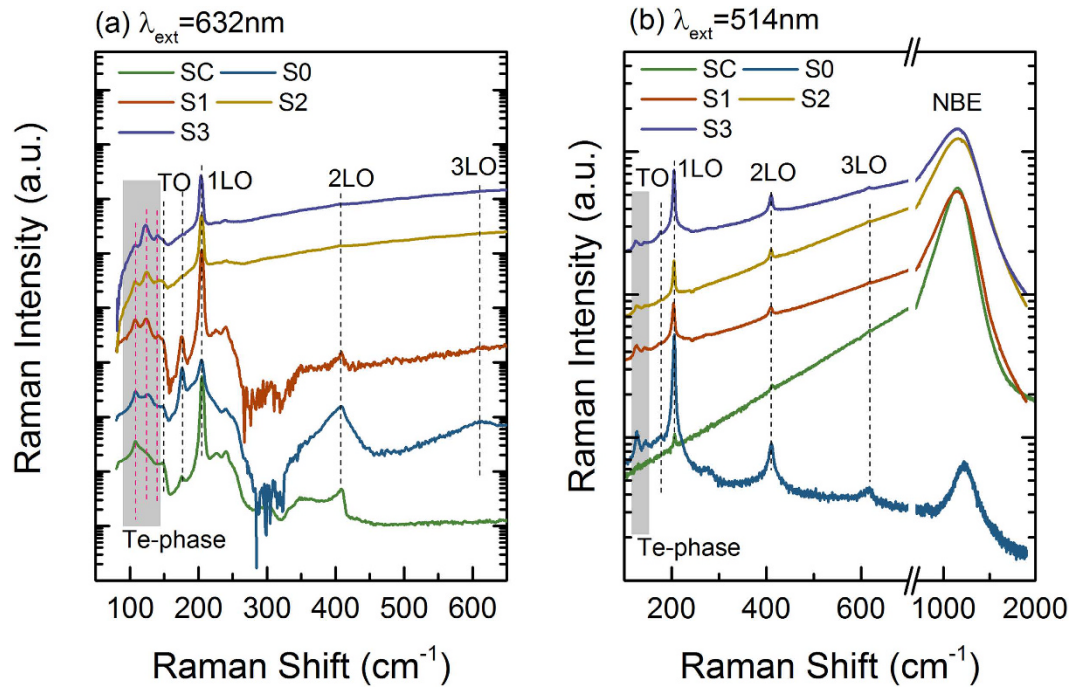 (a) λext=632nm
SC S0
S1 S2
S3
TO 1LO 2LO 3LO
Te-phase
Raman Intensity (a.u.)
100 200 300 400 500 600
Raman Shift (cm-1)
(b) λext=514nm
SC S0
S1 S2
S3
NBE
TO 1LO 2LO 3LO
Te-phase
Raman Intensity (a.u.)
200 400 600 1000 2000
Raman Shift (cm-1)